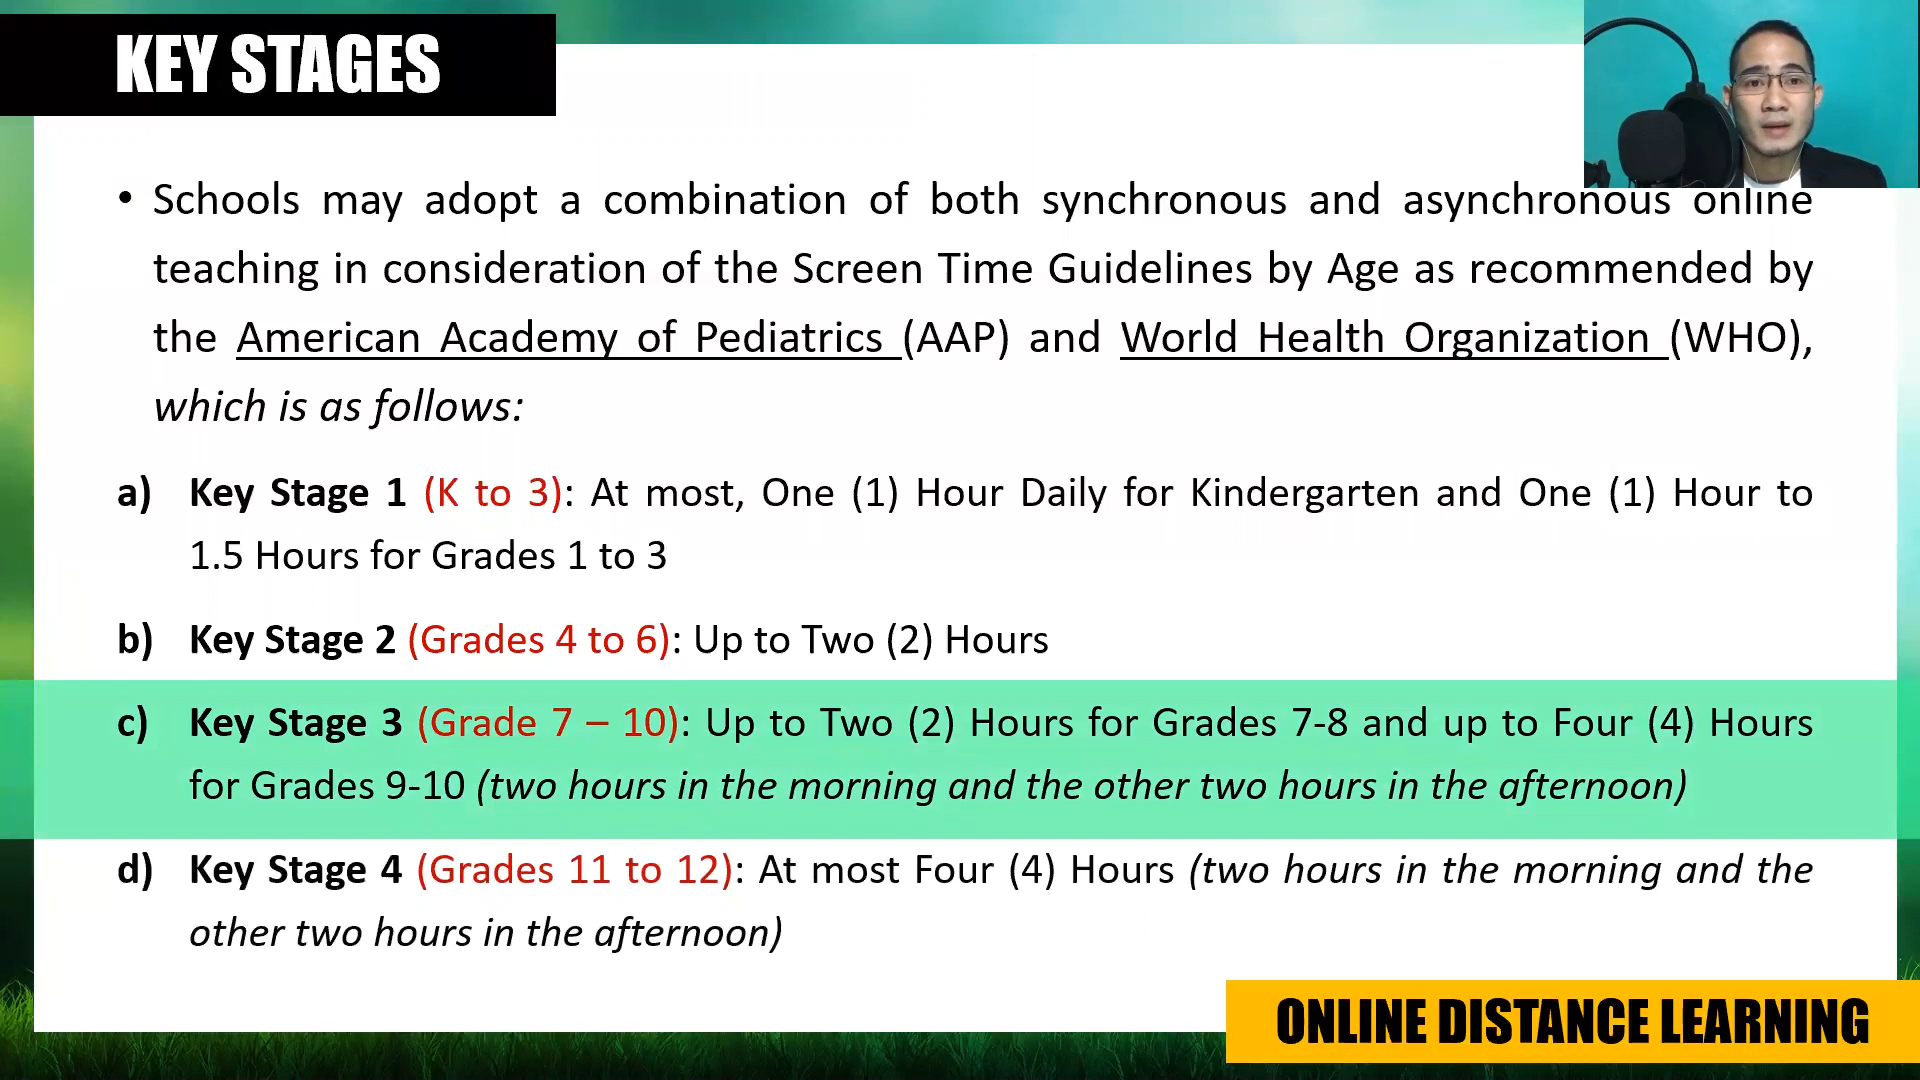 KEY STAGES
• Schools may adopt a combination of both synchronous and asynchronous online
teaching in consideration of the Screen Time Guidelines by Age as recommended by
the American Academy of Pediatrics (AAP) and World Health Organization (WHO),
which is as follows:
a) Key Stage 1 (K to 3): At most, One (1) Hour Daily for Kindergarten and One (1) Hour to
1.5 Hours for Grades 1 to 3
b) Key Stage 2 (Grades 4 to 6): Up to Two (2) Hours
c) Key Stage 3 (Grade 7 – 10): Up to Two (2) Hours for Grades 7-8 and up to Four (4) Hours
for Grades 9-10 (two hours in the morning and the other two hours in the afternoon)
d) Key Stage 4 (Grades 11 to 12): At most Four (4) Hours (two hours in the morning and the
other two hours in the afternoon)
ONLINE DISTANCE LEARNING